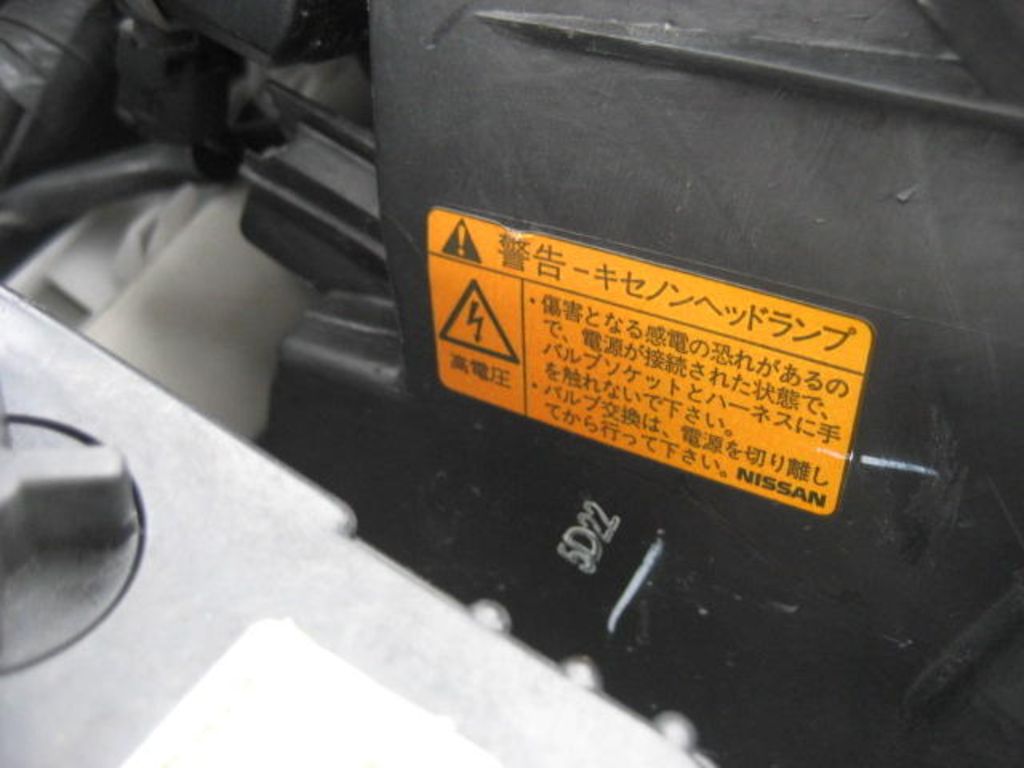 警告-キセノンヘッドランプ
高電圧
・傷害となる感電の恐れがあるの
で、電源が接続された状態で、
バルブソケットとハーネスに手
を触れないで下さい。
・バルブ交換は、電源を切り離し
てから行って下さい。
NISSAN
5D22